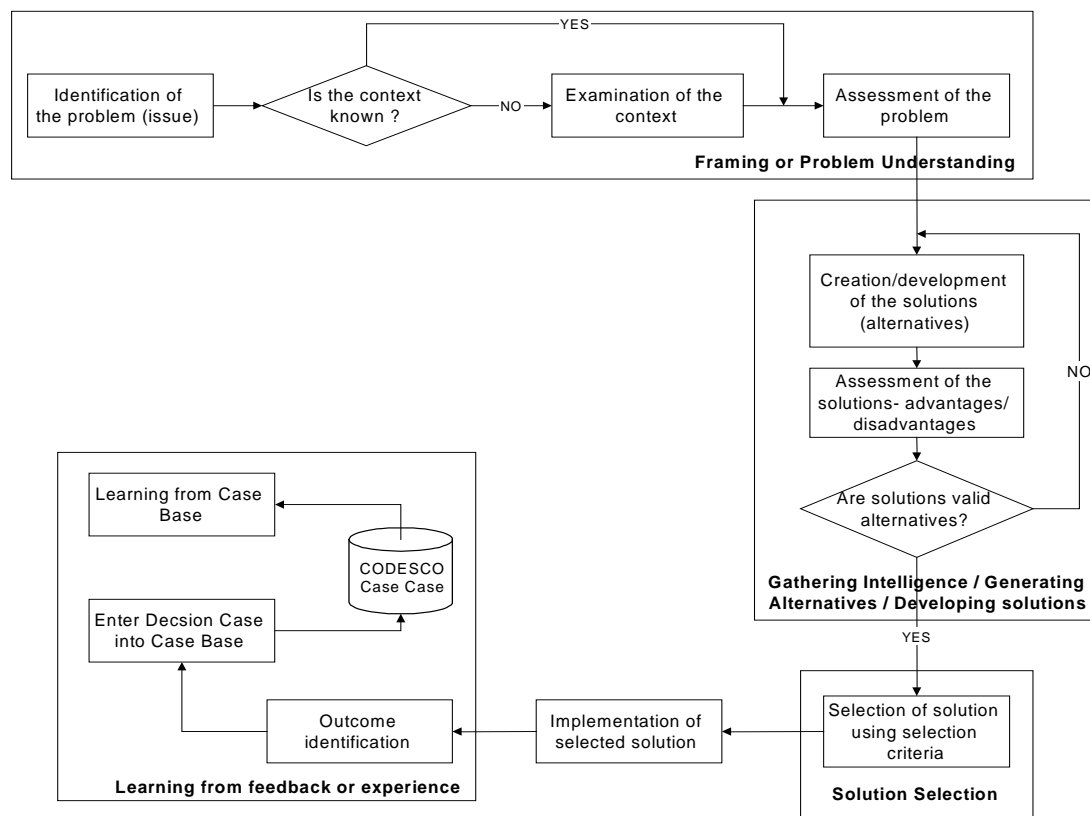 YES
Identification of
the problem (issue)
Is the context
known ?
NO
Examination of the
context
Assessment of the
problem
Framing or Problem Understanding
Creation/development
of the solutions
(alternatives)
NO
Assessment of the
solutions- advantages/
disadvantages
Are solutions valid
alternatives?
Gathering Intelligence / Generating
Alternatives / Developing solutions
YES
Selection of solution
using selection
criteria
Solution Selection
Implementation of
selected solution
Outcome
identification
Enter Decsion Case
into Case Base
CODESCO
Case Case
Learning from Case
Base
Learning from feedback or experience